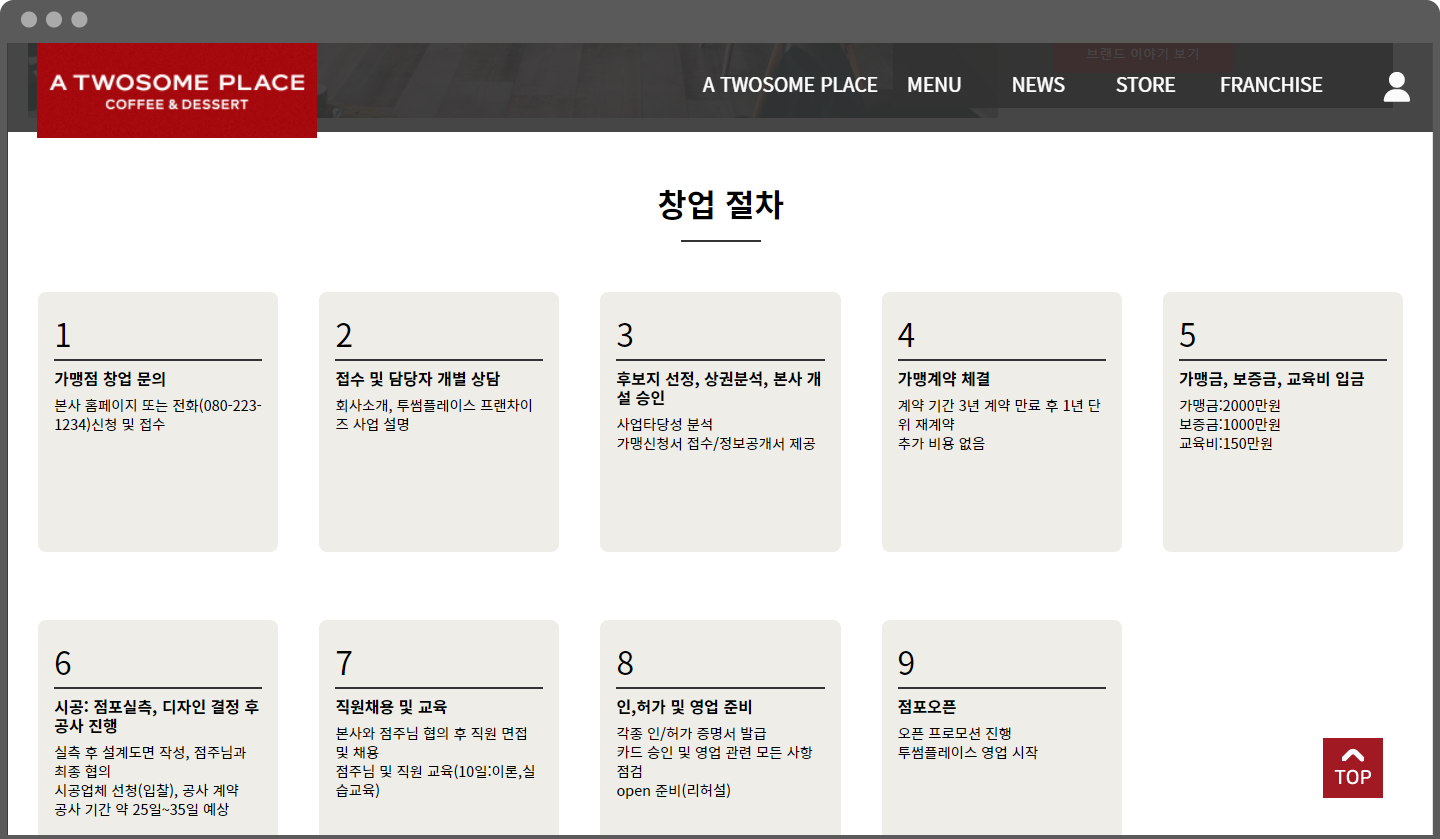 브랜드 이야기 보기
A TWOSOME PLACE
COFFEE & DESSERT
A TWOSOME PLACE MENU NEWS STORE FRANCHISE
창업 절차
1
가맹점 창업 문의
본사 홈페이지 또는 전화(080-223-
1234)신청 및 접수
2
접수 및 담당자 개별 상담
회사소개, 투썸플레이스 프랜차이
즈 사업 설명
3
후보지 선정, 상권분석, 본사 개
설 승인
사업타당성 분석
가맹신청서 접수/정보공개서 제공
4
가맹계약 체결
계약 기간 3년 계약 만료 후 1년 단
위 재계약
추가 비용 없음
5
가맹금, 보증금, 교육비 입금
가맹금:2000만원
보증금:1000만원
교육비:150만원
6
시공: 점포실측, 디자인 결정 후
공사 진행
실측 후 설계도면 작성, 점주님과
최종 협의
시공업체 선청(입찰), 공사 계약
공사 기간 약 25일~35일 예상
7
직원채용 및 교육
본사와 점주님 협의 후 직원 면접
및 채용
점주님 및 직원 교육(10일:이론,실
습교육)
8
인,허가 및 영업 준비
각종 인/허가 증명서 발급
카드 승인 및 영업 관련 모든 사항
점검
open 준비(리허설)
9
점포오픈
오픈 프로모션 진행
투썸플레이스 영업 시작
TOP